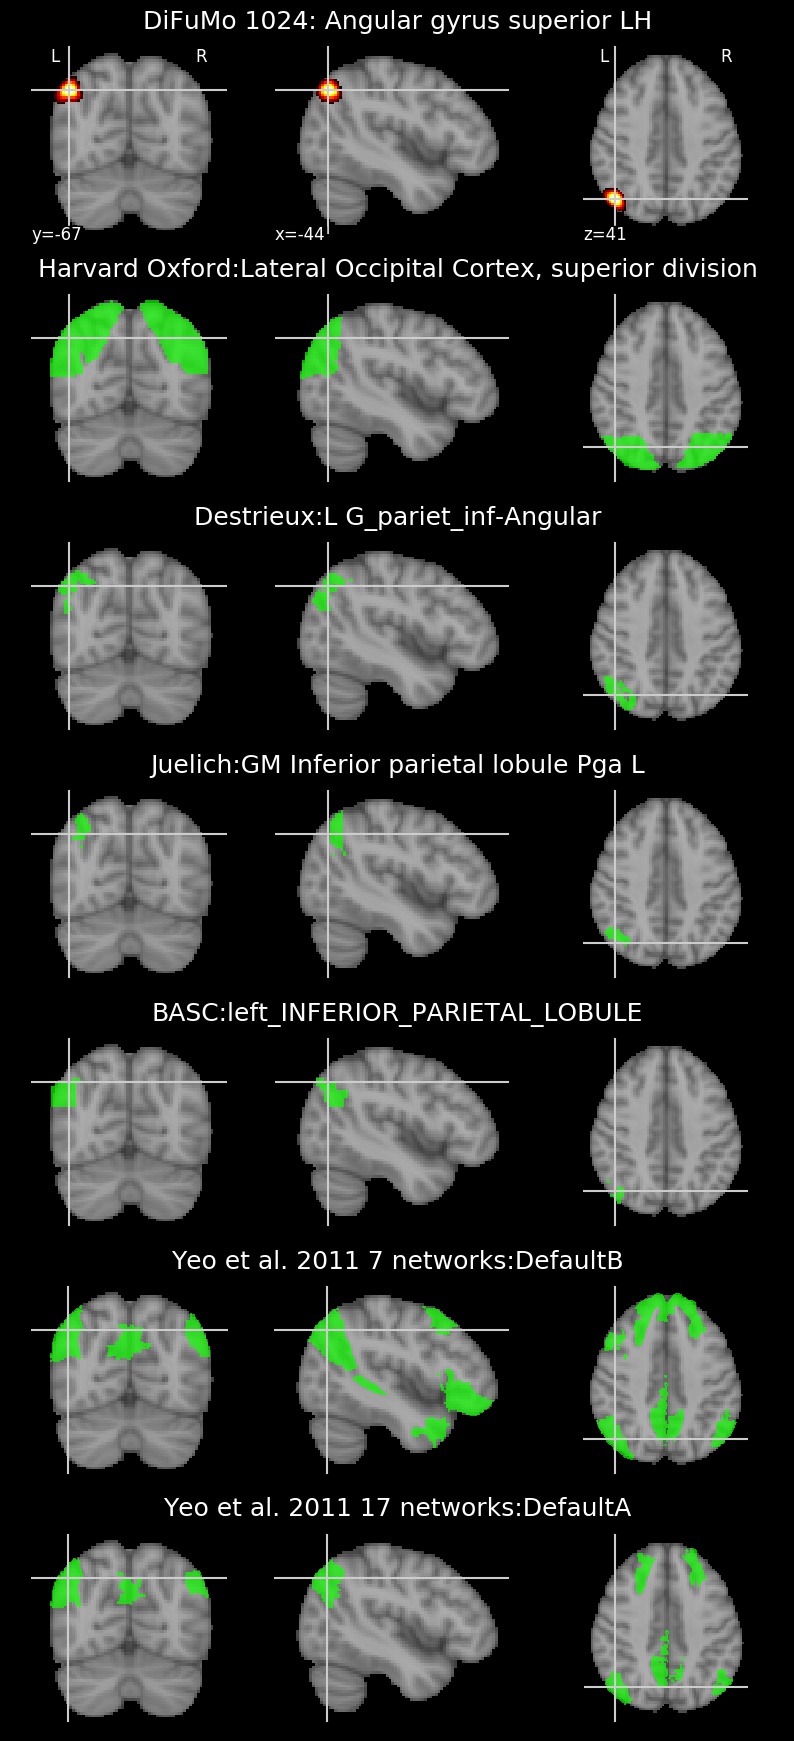 DiFuMo 1024: Angular gyrus superior LH
L R L R
y=-67 x=-44 z=41
Harvard Oxford:Lateral Occipital Cortex, superior division
Destrieux:L G_pariet_inf-Angular
Juelich:GM Inferior parietal lobule Pga L
BASC:left_INFERIOR_PARIETAL_LOBULE
Yeo et al. 2011 7 networks:DefaultB
Yeo et al. 2011 17 networks:DefaultA